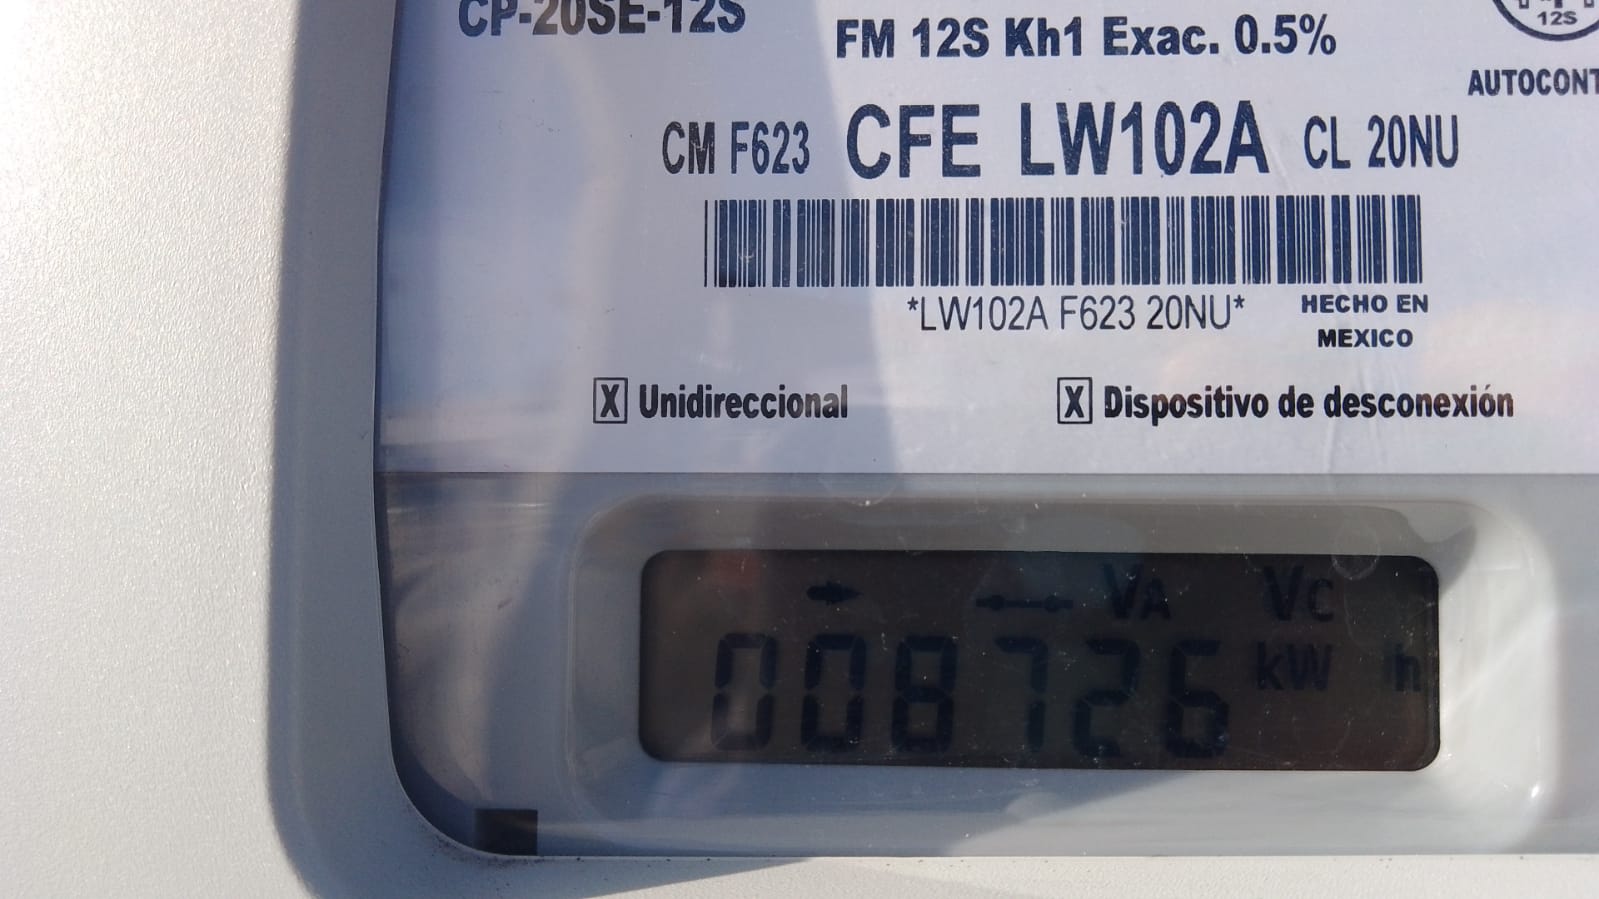 CP-20SE-12S
FM 12S Kh1 Exac. 0.5%
12S
AUTOCONT
CM F623 CFE LW102A CL 20NU
*LW102A F623 20NU*
HECHO EN
MEXICO
X Unidireccional
X Dispositivo de desconexión
VA VC
008726 kW h